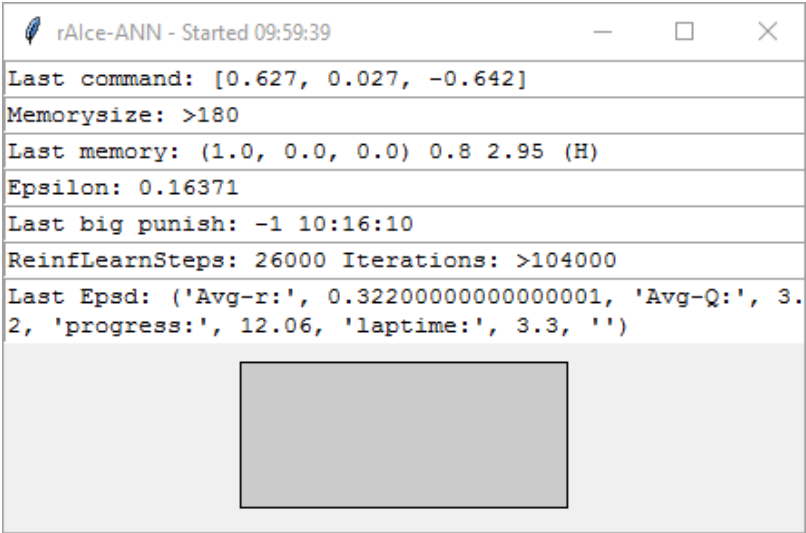 rAIce-ANN - Started 09:59:39
Last command: [0.627, 0.027, -0.642]
Memorysize: >180
Last memory: (1.0, 0.0, 0.0) 0.8 2.95 (H)
Epsilon: 0.16371
Last big punish: -1 10:16:10
ReinfLearnSteps: 26000 Iterations: >104000
Last Epsd: ('Avg-r:', 0.32200000000000001, 'Avg-Q:', 3.
2, 'progress:', 12.06, 'laptime:', 3.3, '')